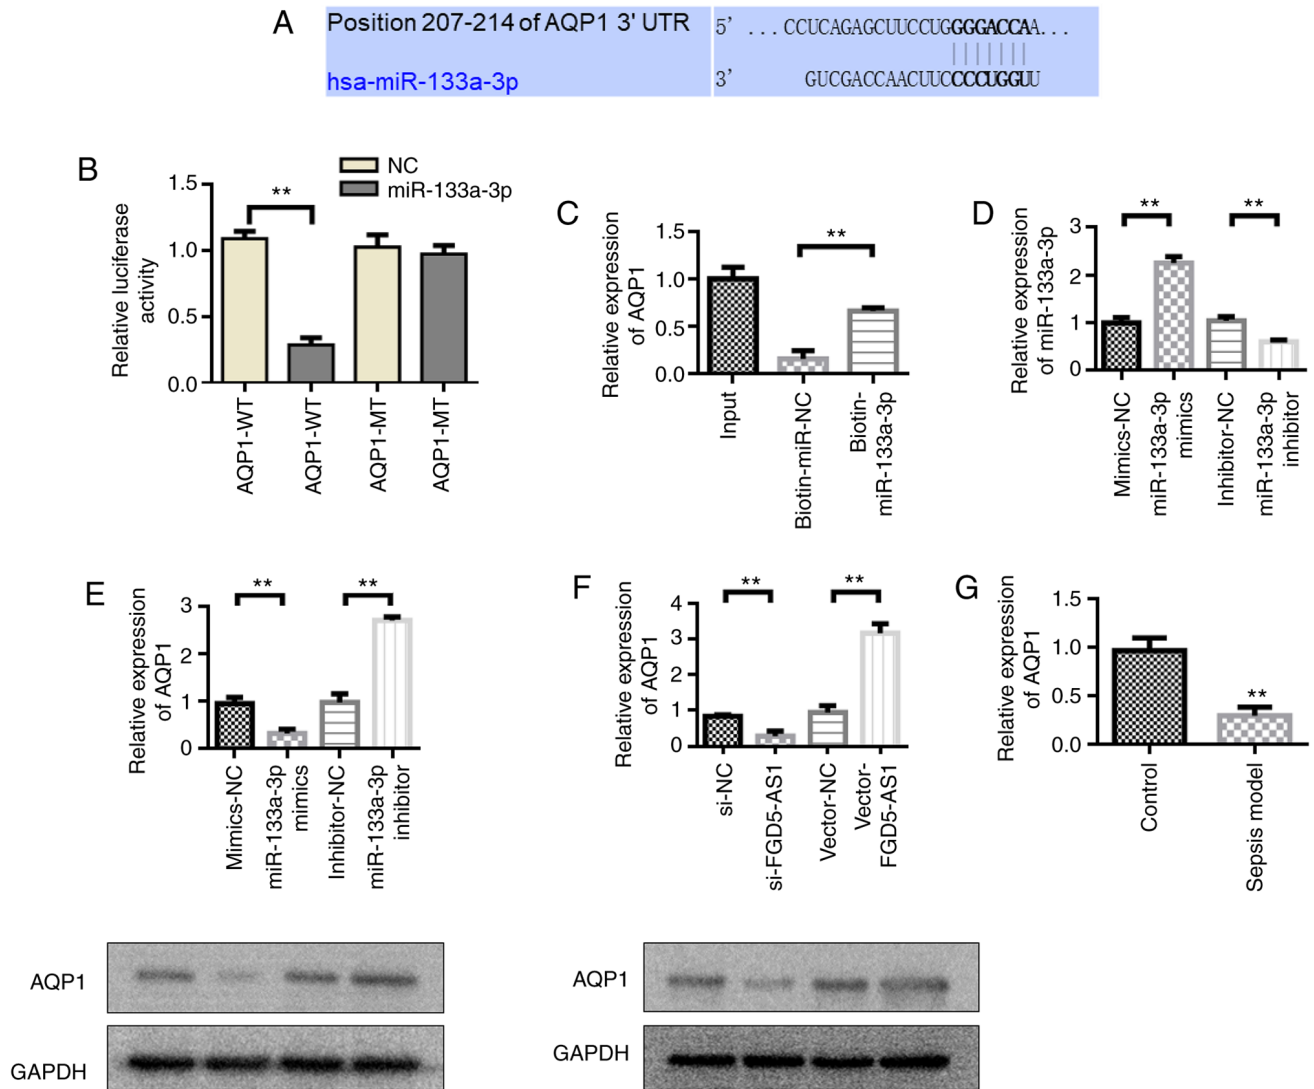 A
Position 207-214 of AQP1 3' UTR
5' ...CCUCAGAGCUUCCUGGGGACCAA...
hsa-miR-133a-3p
3' GUCGACCAACUUCCCCUGGUU
B
NC
miR-133a-3p
**
Relative luciferase
activity
1.5
1.0
0.5
0.0
AQP1-WT
AQP1-WT
AQP1-MT
AQP1-MT
C
**
Relative expression
of AQP1
1.5
1.0
0.5
0.0
Input
Biotin-miR-NC
Biotin-
miR-133a-3p
D
**
**
Relative expression
of miR-133a-3p
3
2
1
0
Mimics-NC
miR-133a-3p
mimics
Inhibitor-NC
miR-133a-3p
inhibitor
E
**
**
Relative expression
of AQP1
3
2
1
0
Mimics-NC
miR-133a-3p
mimics
Inhibitor-NC
miR-133a-3p
inhibitor
F
**
**
Relative expression
of AQP1
4
3
2
1
0
si-NC
si-FGD5-AS1
Vector-NC
Vector-
FGD5-AS1
G
Relative expression
of AQP1
1.5
1.0
0.5
0.0
**
Control
Sepsis model
AQP1
GAPDH
AQP1
GAPDH